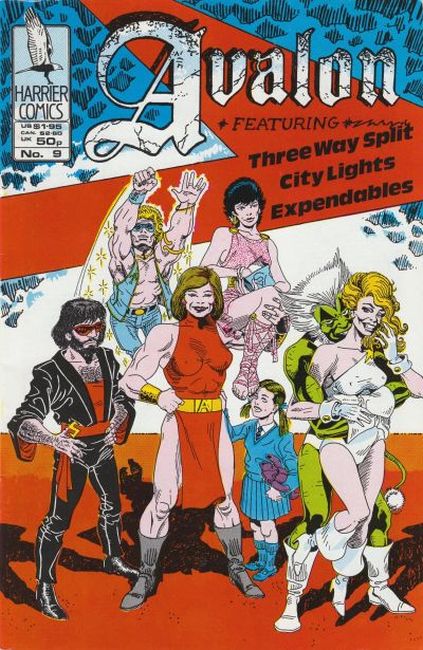 HARRIER
COMICS
US $1·95
CAN. $2·80
UK 50p
No. 9
Avalon
FEATURING
Three Way Split
City Lights
Expendables
A